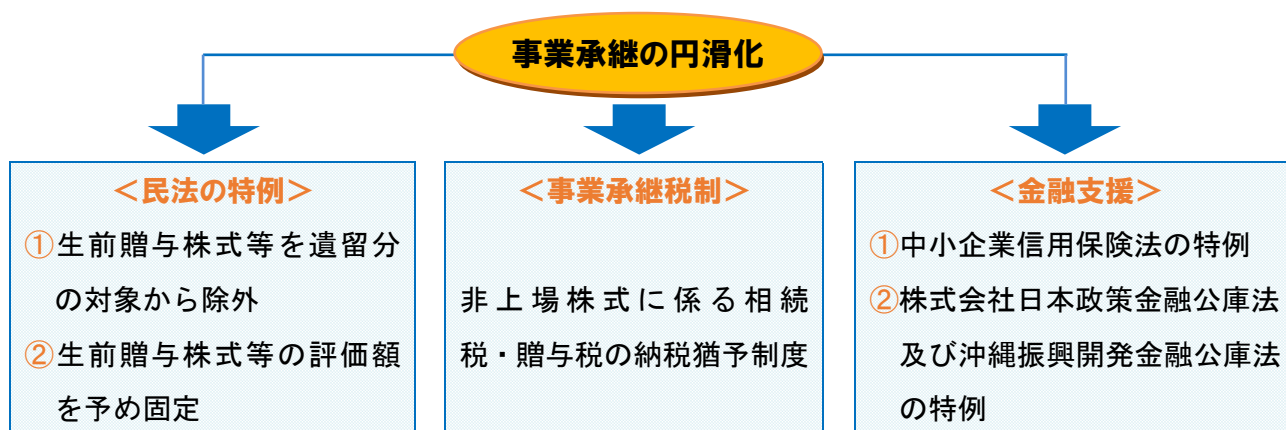 事業承継の円滑化
＜民法の特例＞
①生前贈与株式等を遺留分
の対象から除外
②生前贈与株式等の評価額
を予め固定
＜事業承継税制＞
非上場株式に係る相続
税・贈与税の納税猶予制度
＜金融支援＞
①中小企業信用保険法の特例
②株式会社日本政策金融公庫法
及び沖縄振興開発金融公庫法
の特例